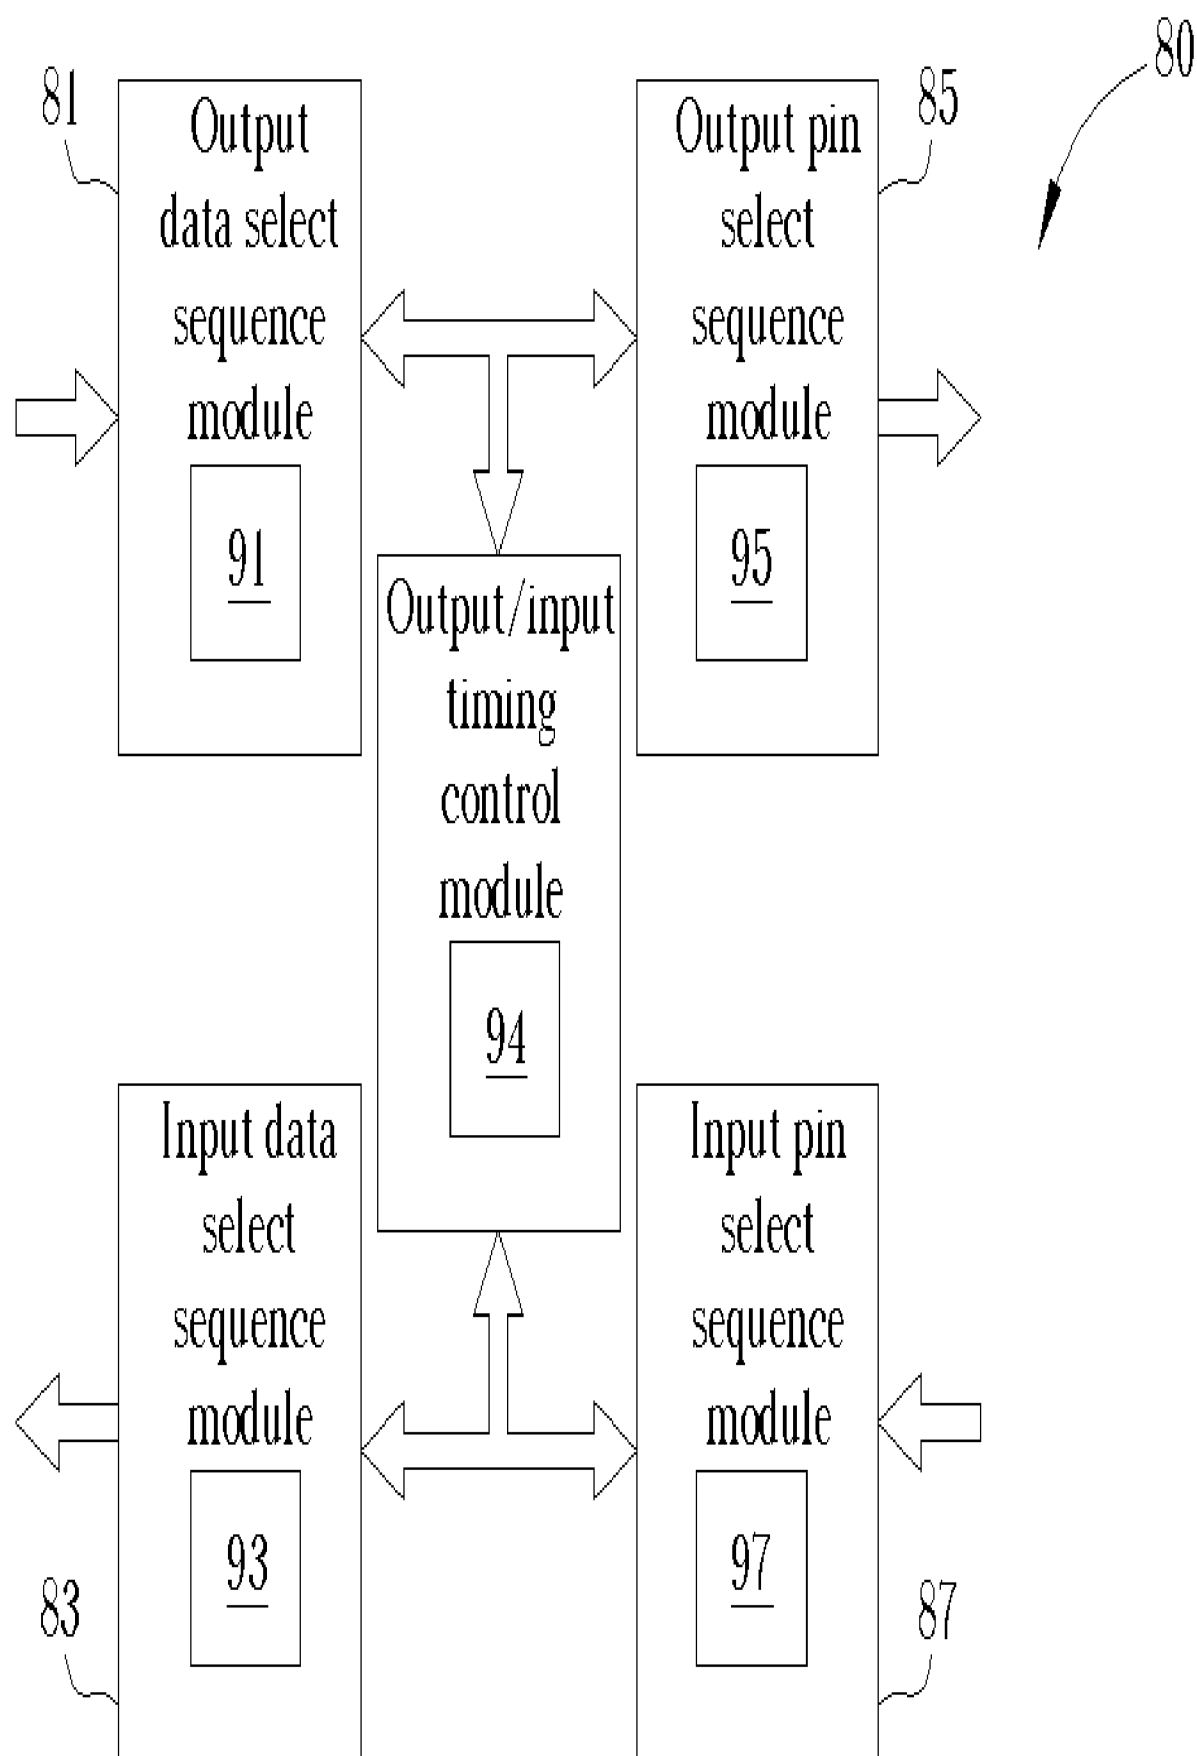 80
81
Output
data select
sequence
module
91
85
Output pin
select
sequence
module
95
Output/input
timing
control
module
94
Input data
select
sequence
module
93
83
Input pin
select
sequence
module
97
87